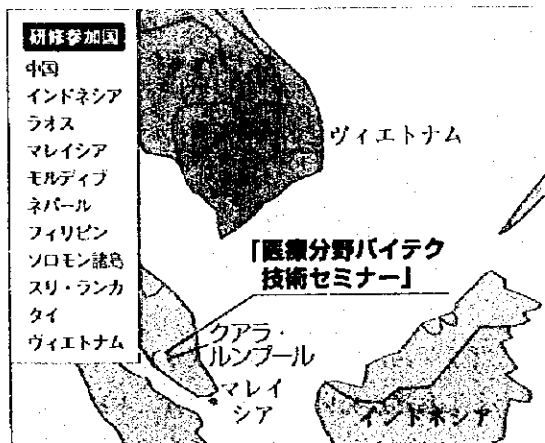 研修参加国
中国
インドネシア
ラオス
マレイシア
モルディブ
ネパール
フィリピン
ソロモン諸島
スリ・ランカ
タイ
ヴィエトナム
ヴィエトナム
「医療分野バイテク
技術セミナー」
クアラ・
ルンプール
マレイ
シア
インドネシア